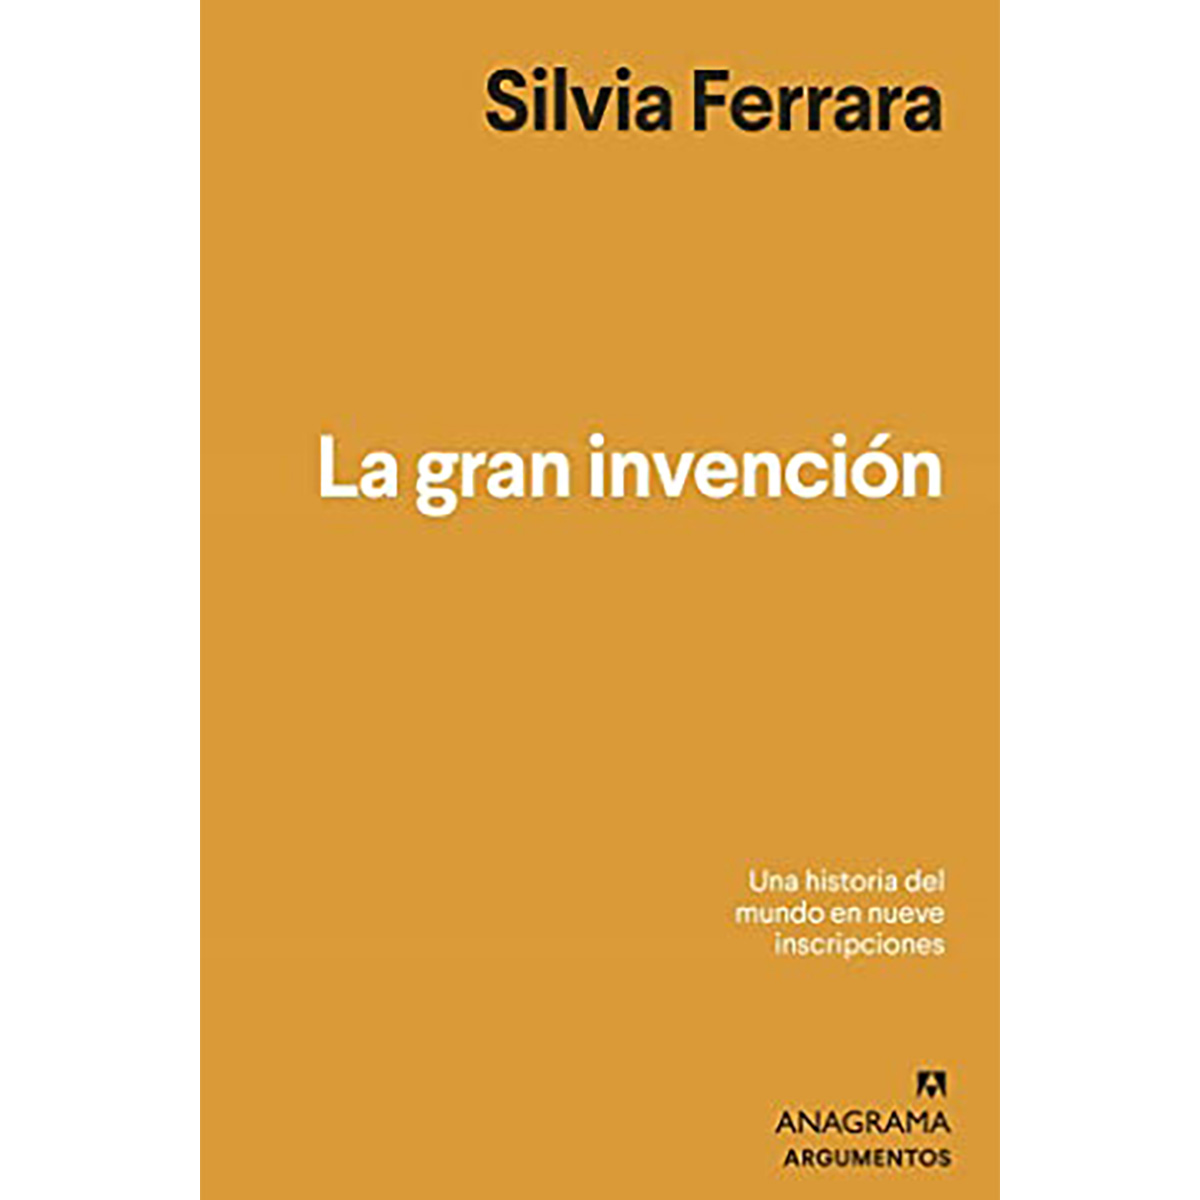 Silvia Ferrara
La gran invención
Una historia del
mundo en nueve
inscripciones
ANAGRAMA
ARGUMENTOS